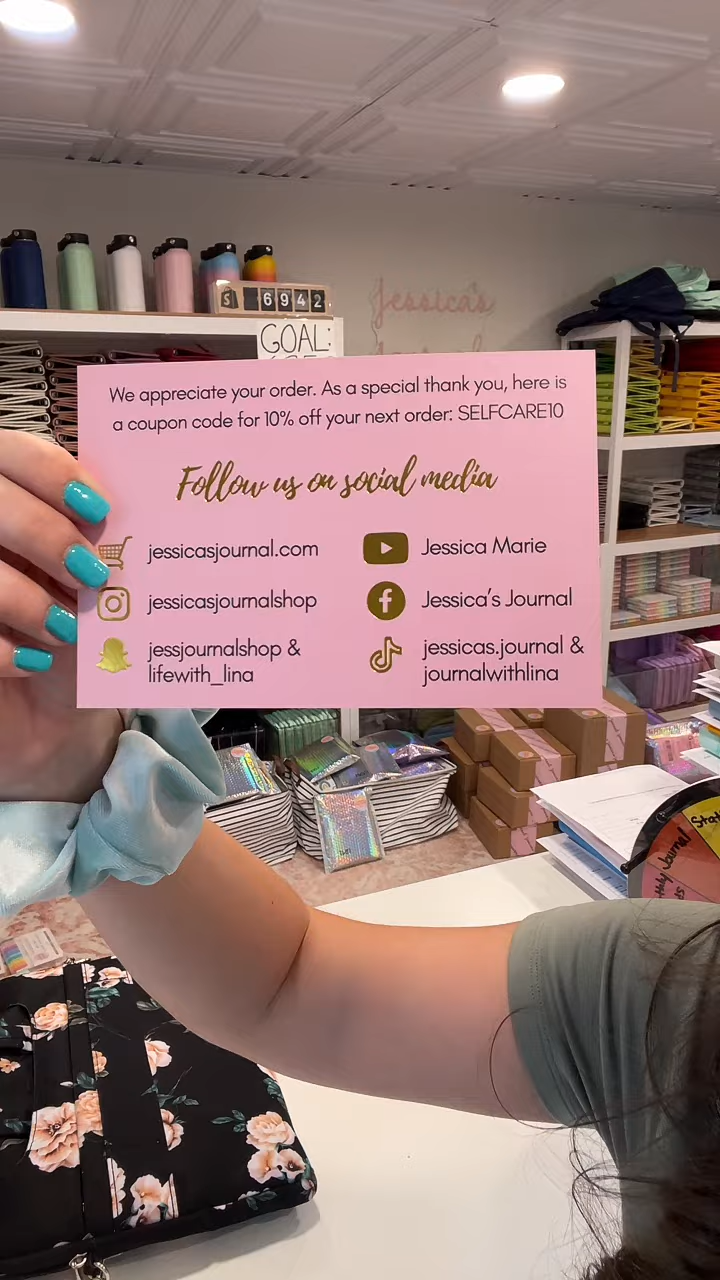 6942
Jessica's
GOAL:
We appreciate your order. As a special thank you, here is
a coupon code for 10% off your next order: SELFCARE10
Follow us on social media
jessicasjournal.com
Jessica Marie
jessicasjournalshop
Jessica's Journal
jessjournalshop &
lifewith_lina
jessicas.journal &
journalwithlina
Journal